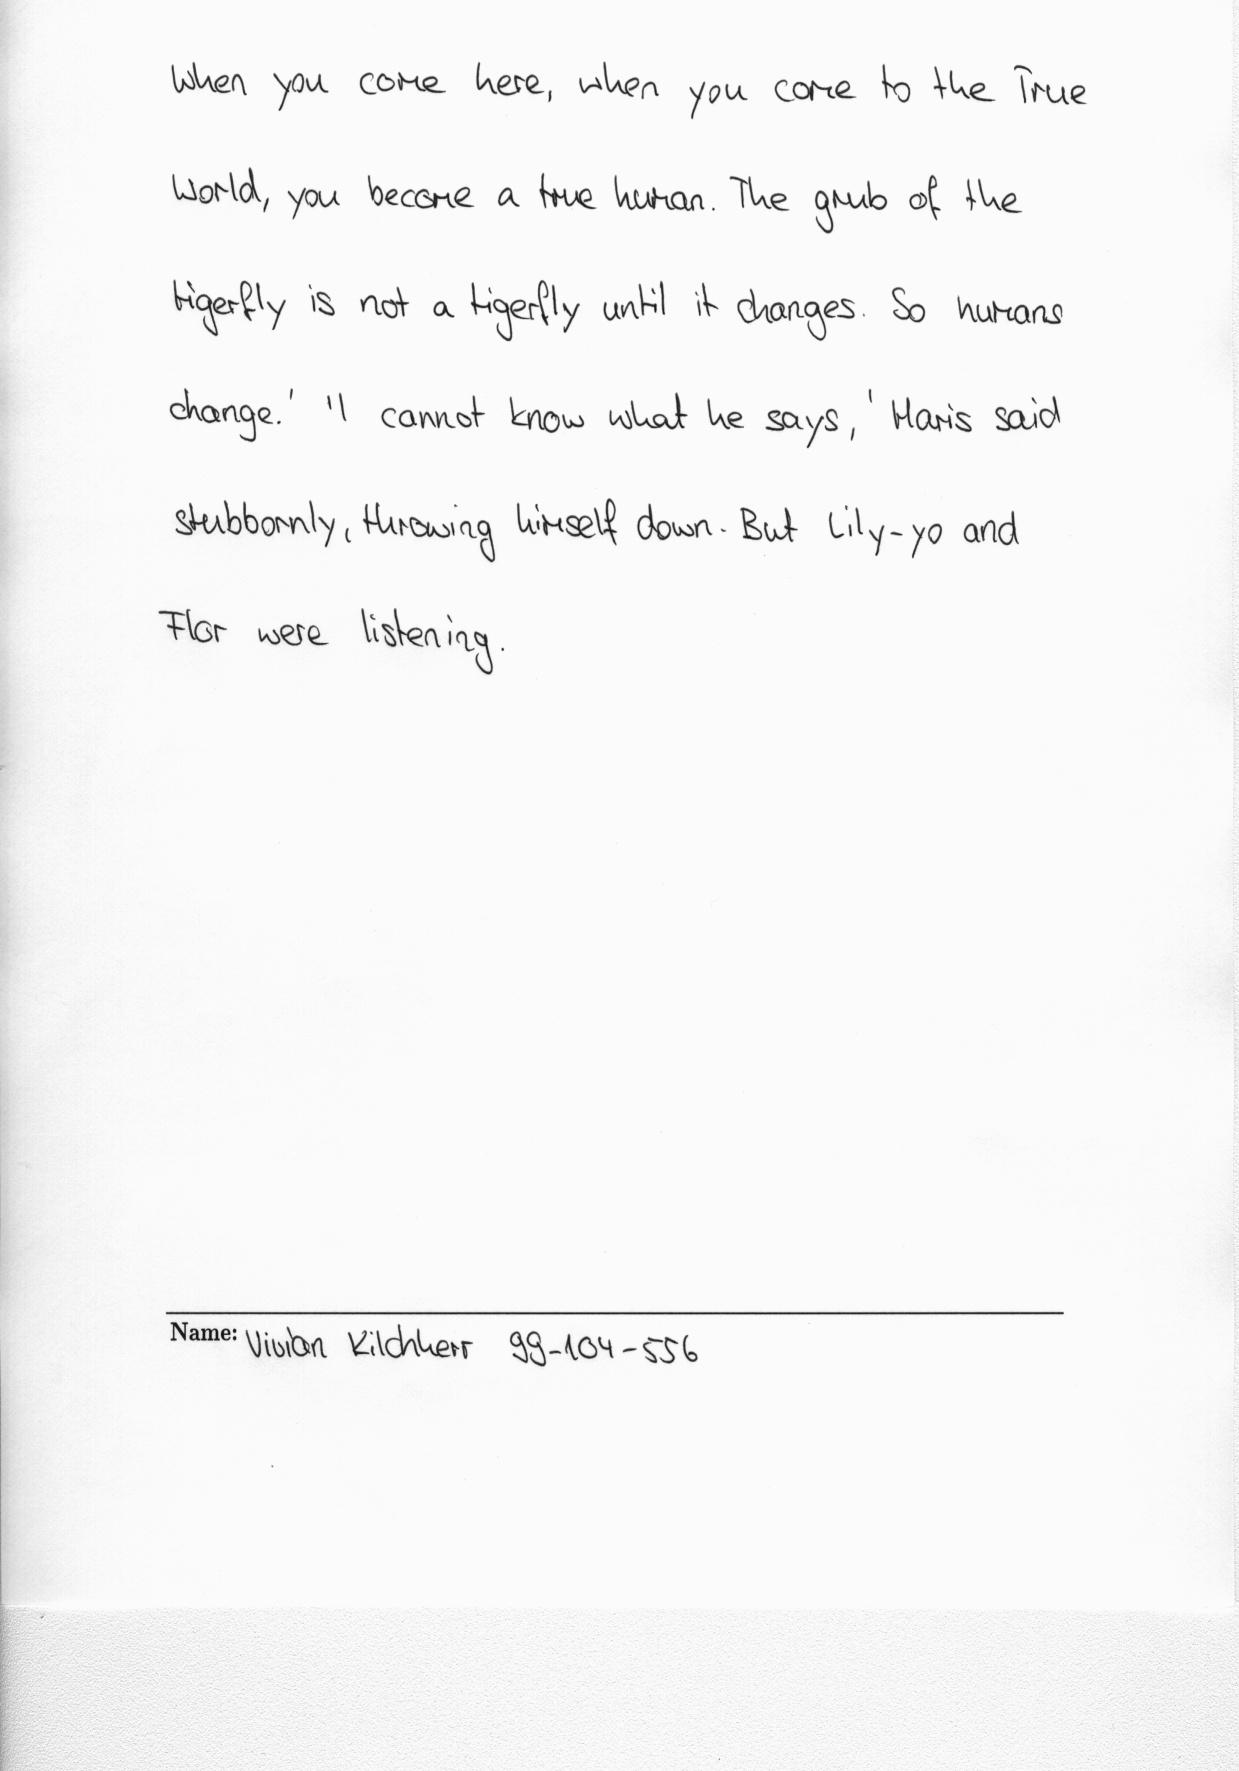 When you come here, when you come to the True
World, you become a true human. The grub of the
tigerfly is not a tigerfly until it changes. So humans
change.' 'I cannot know what he says,' Haris said
stubbornly, throwing himself down. But Lily-yo and
Flor were listening.
Name: Vivian Kilchherr 99-104-556